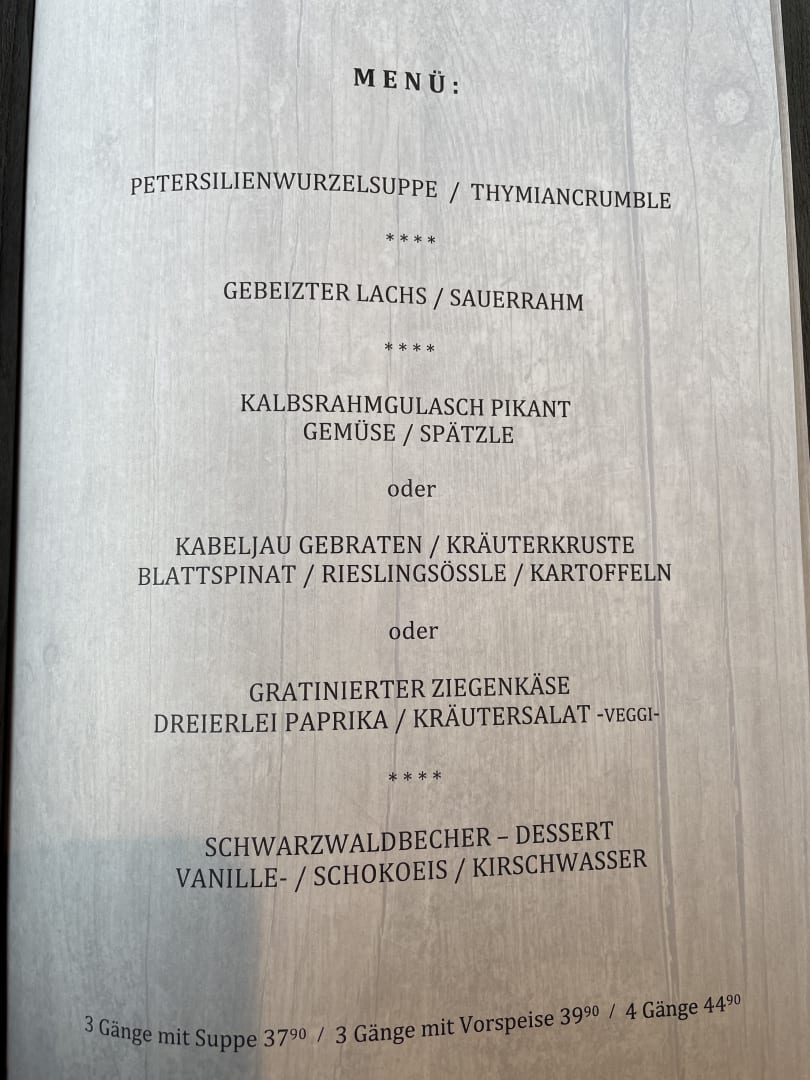 MENÜ:
PETERSILIENWURZELSUPPE / THYMIANCRUMBLE
****
GEBEIZTER LACHS / SAUERRAHM
****
KALBSRAHMGULASCH PIKANT
GEMÜSE / SPÄTZLE
oder
KABELJAU GEBRATEN / KRÄUTERKRUSTE
BLATTSPINAT / RIESLINGSÖSSLE / KARTOFFELN
oder
GRATINIERTER ZIEGENKÄSE
DREIERLEI PAPRIKA / KRÄUTERSALAT -VEGGI-
****
SCHWARZWALDBECHER – DESSERT
VANILLE- / SCHOKOEIS / KIRSCHWASSER
3 Gänge mit Suppe 37⁹⁰ / 3 Gänge mit Vorspeise 39⁹⁰ / 4 Gänge 44⁹⁰